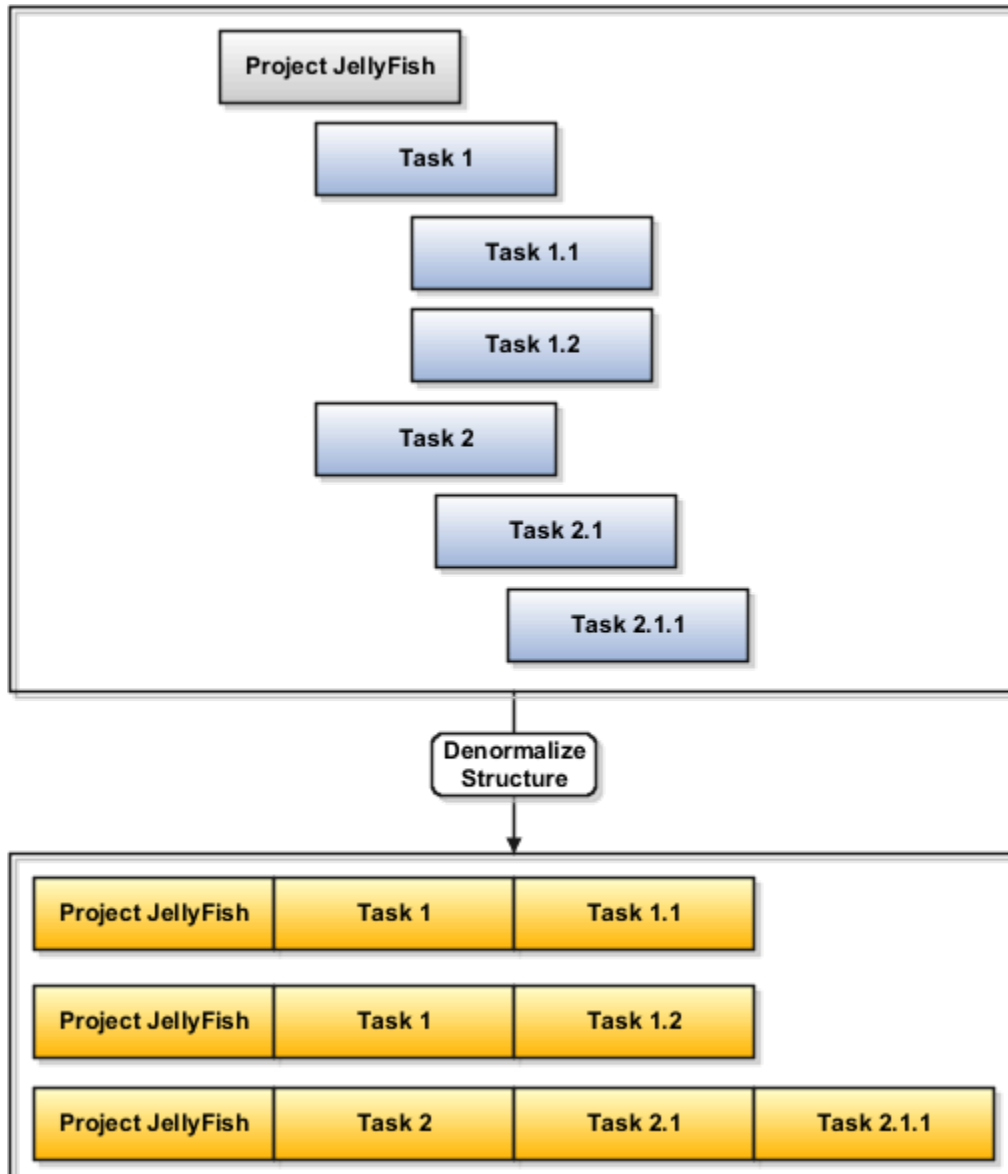 Project JellyFish
Task 1
Task 1.1
Task 1.2
Task 2
Task 2.1
Task 2.1.1
Denormalize
Structure
Project JellyFish Task 1 Task 1.1
Project JellyFish Task 1 Task 1.2
Project JellyFish Task 2 Task 2.1 Task 2.1.1